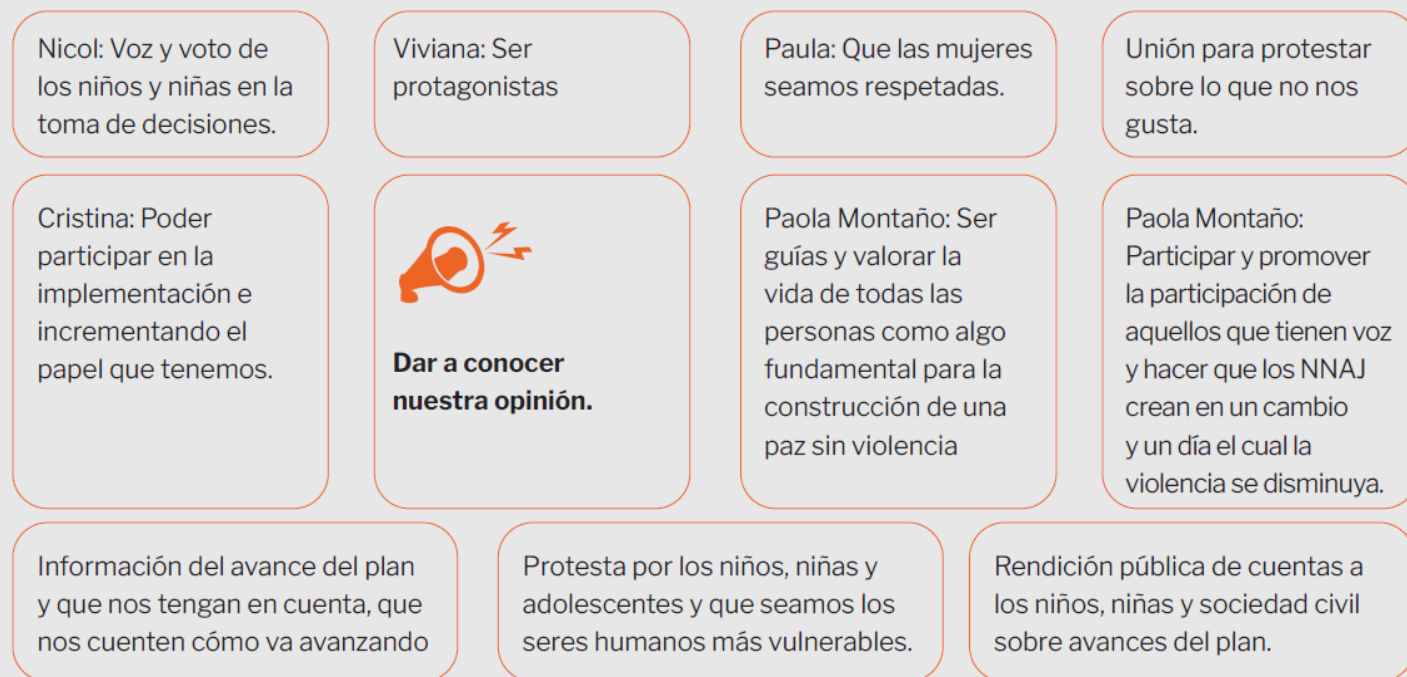 Nicol: Voz y voto de
los niños y niñas en la
toma de decisiones.
Viviana: Ser
protagonistas
Paula: Que las mujeres
seamos respetadas.
Unión para protestar
sobre lo que no nos
gusta.
Cristina: Poder
participar en la
implementación e
incrementando el
papel que tenemos.
Dar a conocer
nuestra opinión.
Paola Montaño: Ser
guías y valorar la
vida de todas las
personas como algo
fundamental para la
construcción de una
paz sin violencia
Paola Montaño:
Participar y promover
la participación de
aquellos que tienen voz
y hacer que los NNAJ
crean en un cambio
y un día el cual la
violencia se disminuya.
Información del avance del plan
y que nos tengan en cuenta, que
nos cuenten cómo va avanzando
Protesta por los niños, niñas y
adolescentes y que seamos los
seres humanos más vulnerables.
Rendición pública de cuentas a
los niños, niñas y sociedad civil
sobre avances del plan.